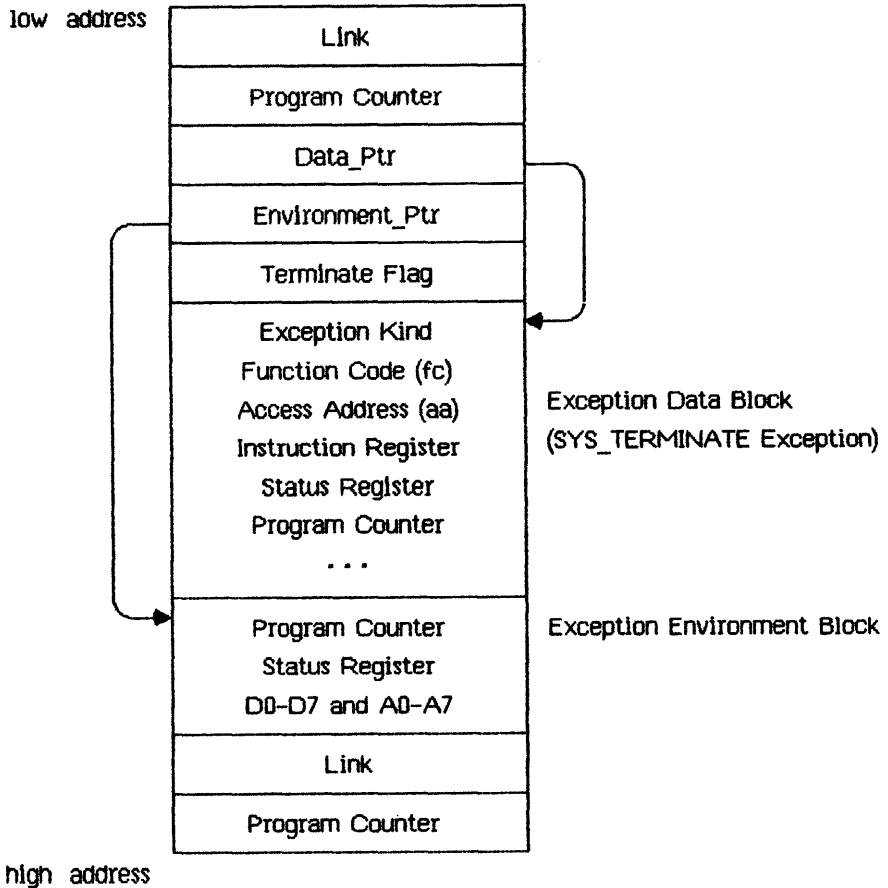 low address
Link
Program Counter
Data_Ptr
Environment_Ptr
Terminate Flag
Exception Kind
Function Code (fc)
Access Address (aa)
Instruction Register
Status Register
Program Counter
...
Exception Data Block
(SYS_TERMINATE Exception)
Program Counter
Status Register
D0-D7 and A0-A7
Exception Environment Block
Link
Program Counter
high address